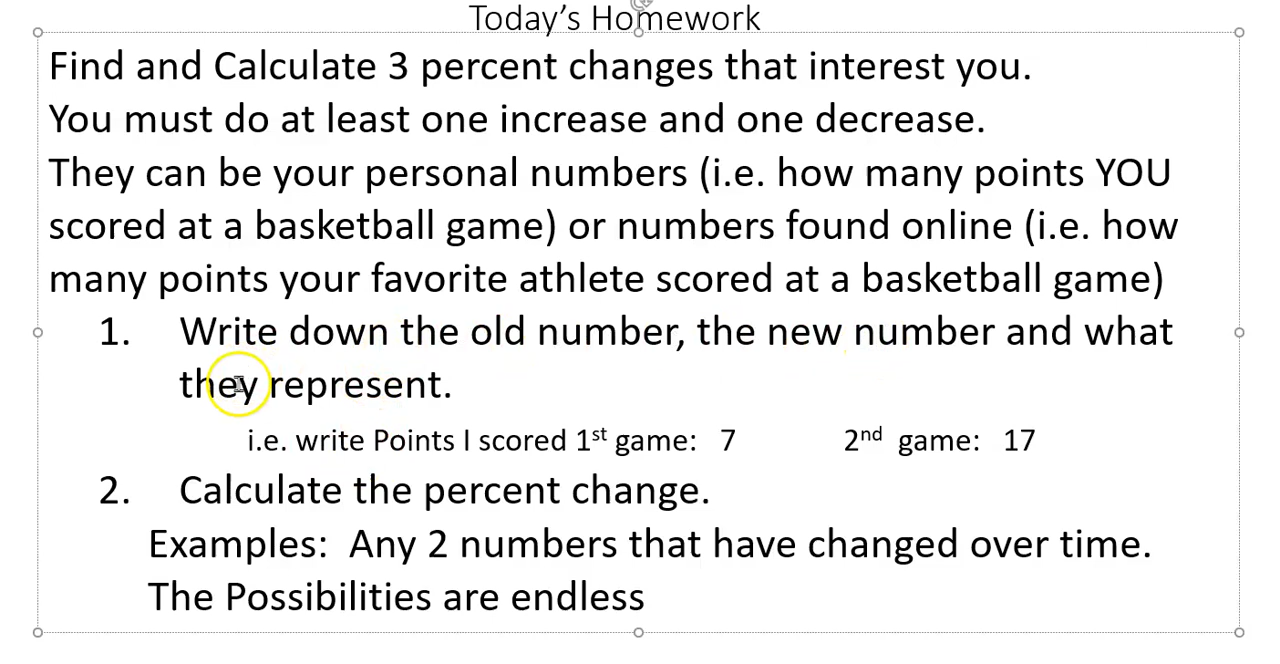 Today’s Homework
Find and Calculate 3 percent changes that interest you.
You must do at least one increase and one decrease.
They can be your personal numbers (i.e. how many points YOU
scored at a basketball game) or numbers found online (i.e. how
many points your favorite athlete scored at a basketball game)
1. Write down the old number, the new number and what
they represent.
i.e. write Points I scored 1st game: 7 2nd game: 17
2. Calculate the percent change.
Examples: Any 2 numbers that have changed over time.
The Possibilities are endless